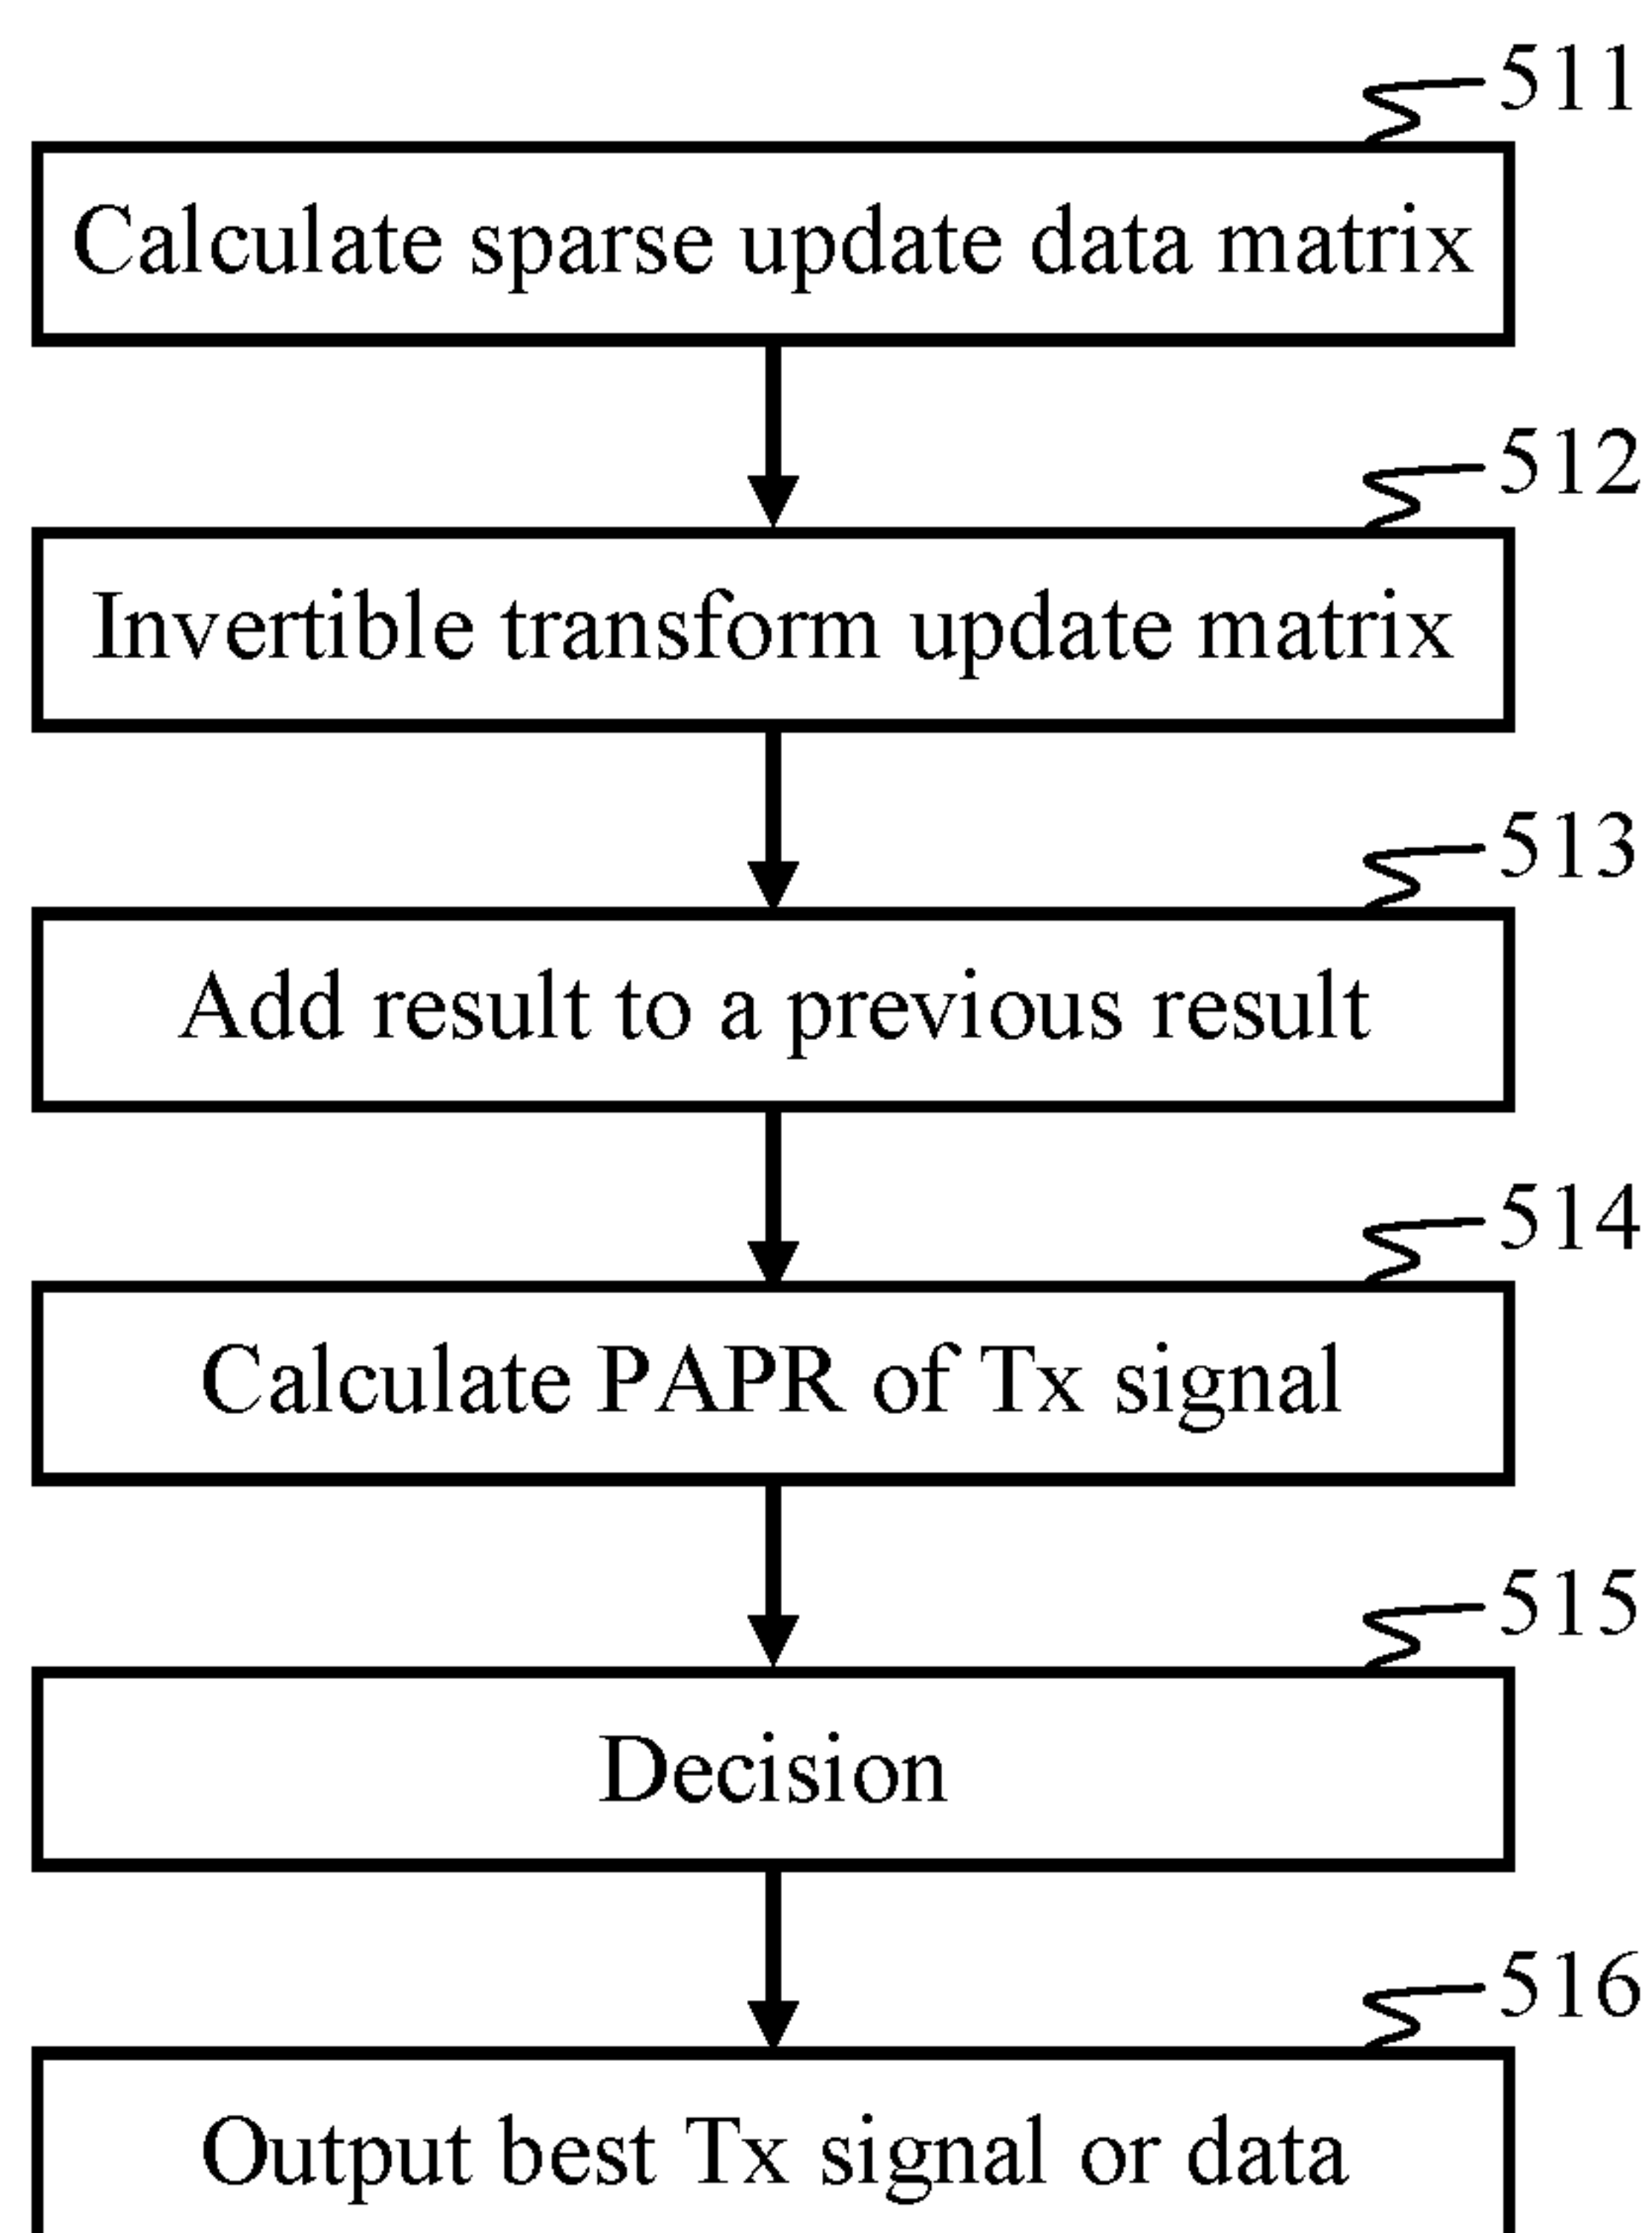 511
Calculate sparse update data matrix
512
Invertible transform update matrix
513
Add result to a previous result
514
Calculate PAPR of Tx signal
515
Decision
516
Output best Tx signal or data